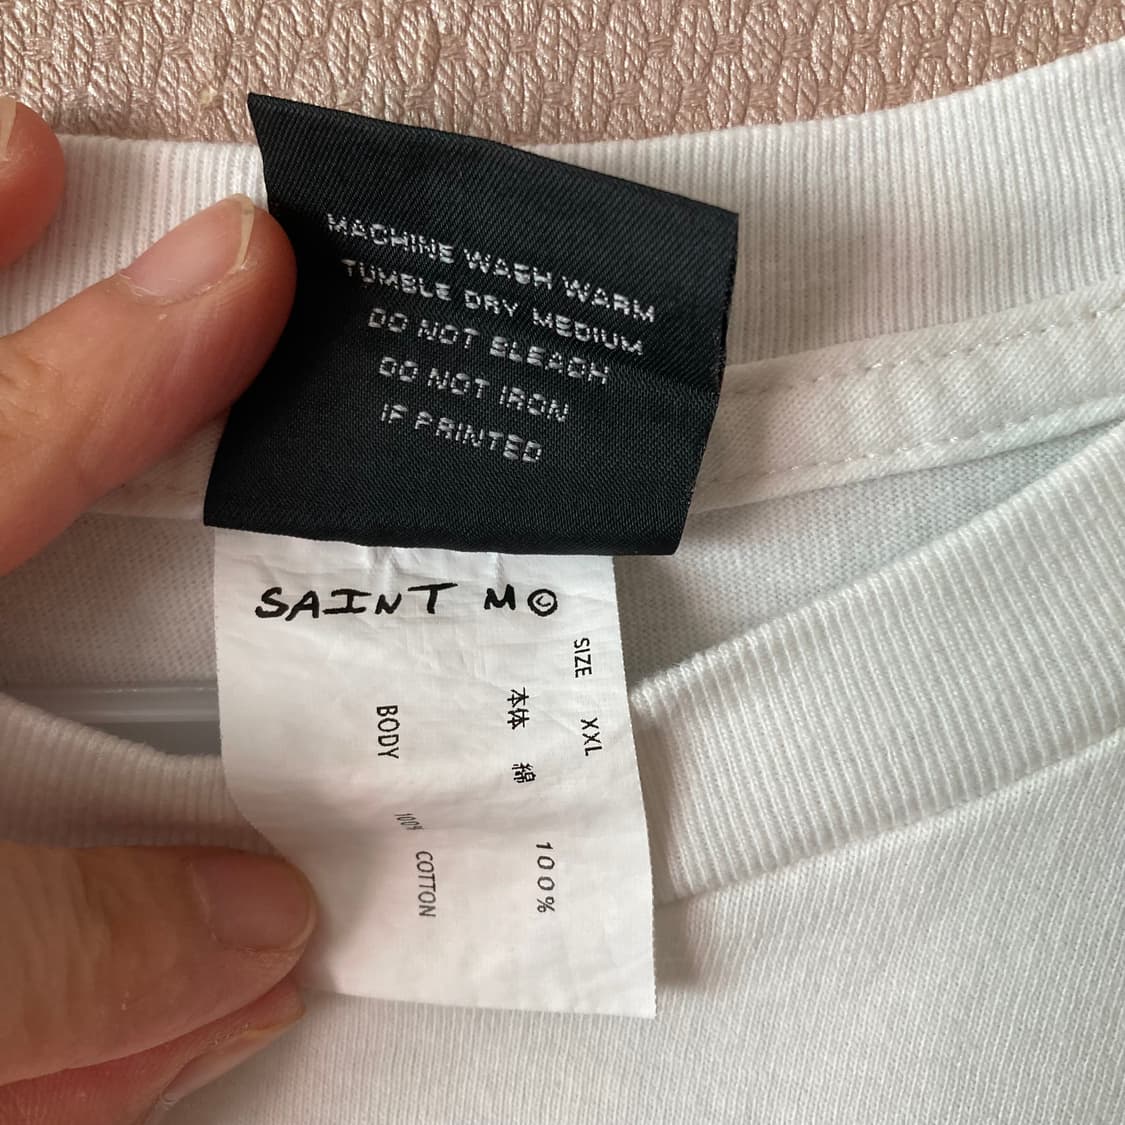 MACHINE WASH WARM
TUMBLE DRY MEDIUM
DO NOT BLEACH
DO NOT IRON
IF PRINTED
SAINT M©
SIZE XXL
本体 綿 100%
BODY 100% COTTON